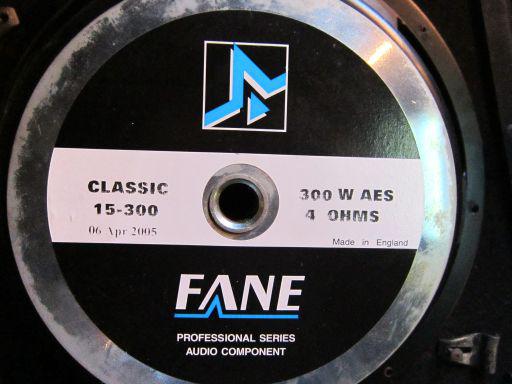 CLASSIC
15-300
06 Apr 2005
300 W AES
4 OHMS
Made in England
FANE
PROFESSIONAL SERIES
AUDIO COMPONENT